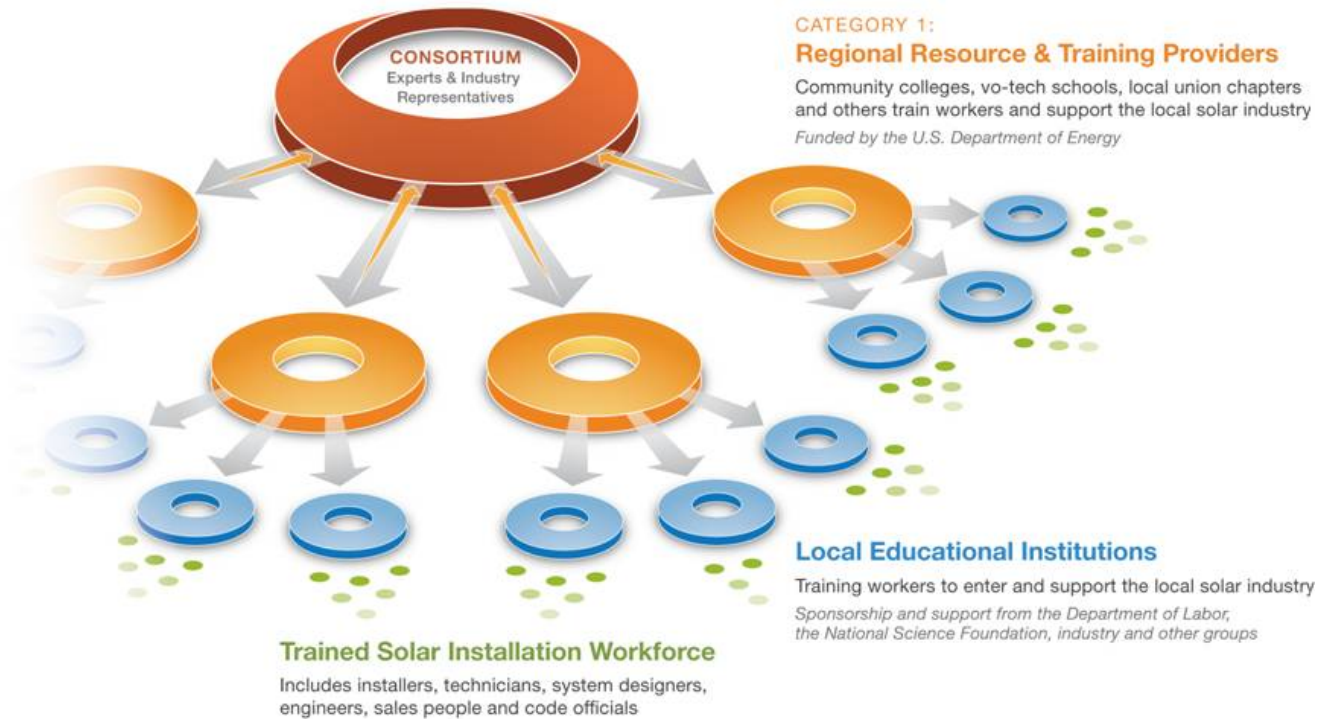 CONSORTIUM
Experts & Industry
Representatives
CATEGORY 1:
Regional Resource & Training Providers
Community colleges, vo-tech schools, local union chapters
and others train workers and support the local solar industry
Funded by the U.S. Department of Energy
Local Educational Institutions
Training workers to enter and support the local solar industry
Sponsorship and support from the Department of Labor,
the National Science Foundation, industry and other groups
Trained Solar Installation Workforce
Includes installers, technicians, system designers,
engineers, sales people and code officials